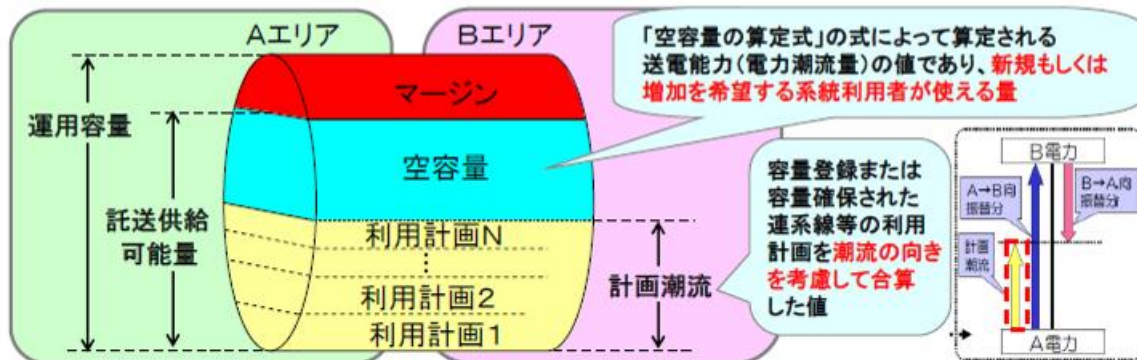 Aエリア
Bエリア
マージン
空容量
利用計画N
⋮
利用計画2
利用計画1
運用容量
託送供給
可能量
計画潮流
「空容量の算定式」の式によって算定される
送電能力(電力潮流量)の値であり、新規もしくは
増加を希望する系統利用者が使える量
容量登録または
容量確保された
連系線等の利用
計画を潮流の向き
を考慮して合算
した値
B電力
A→B向
振替分
B→A向
振替分
計画
潮流
A電力